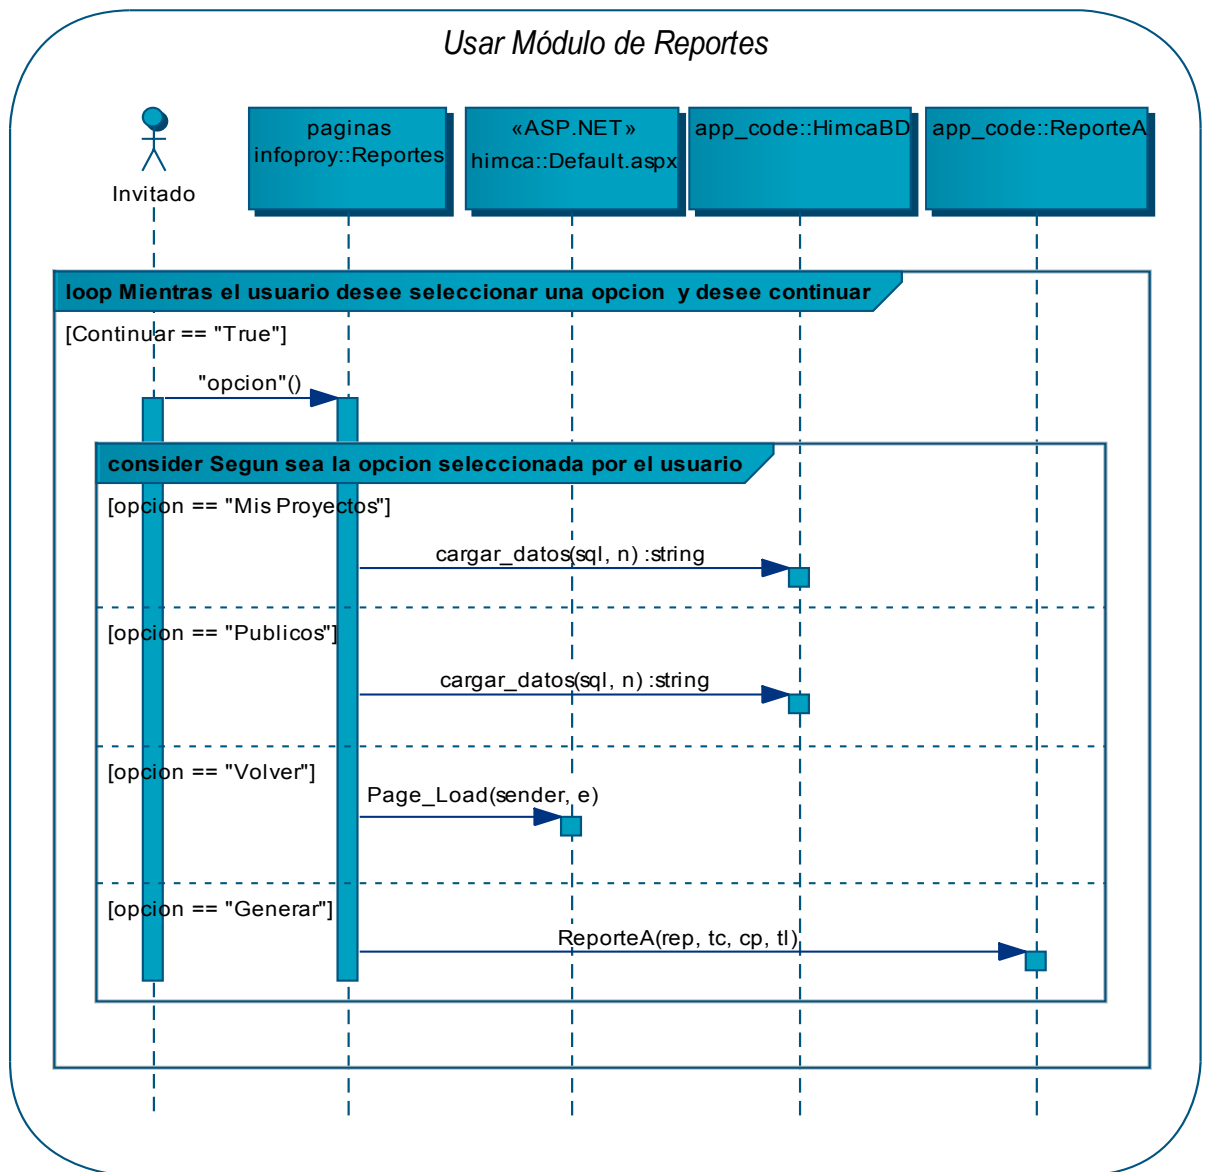 Usar Módulo de Reportes
Invitado
paginas
infoproy::Reportes
«ASP.NET»
himca::Default.aspx
app_code::HimcaBD
app_code::ReporteA
loop Mientras el usuario desee seleccionar una opcion  y desee continuar
[Continuar == "True"]
"opcion"()
consider Segun sea la opcion seleccionada por el usuario
[opcion == "Mis Proyectos"]
cargar_datos(sql, n) :string
[opcion == "Publicos"]
cargar_datos(sql, n) :string
[opcion == "Volver"]
Page_Load(sender, e)
[opcion == "Generar"]
ReporteA(rep, tc, cp, tl)